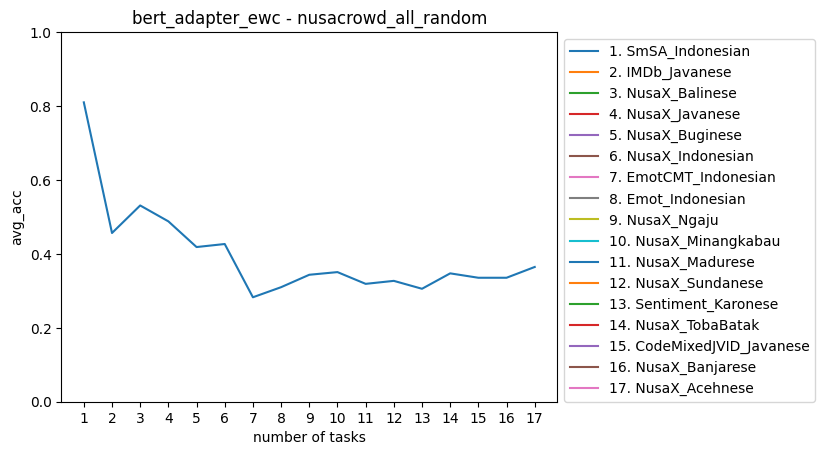 bert_adapter_ewc - nusacrowd_all_random
1.0
0.8
0.6
0.4
0.2
0.0
avg_acc
1 2 3 4 5 6 7 8 9 10 11 12 13 14 15 16 17
number of tasks
1. SmSA_Indonesian
2. IMDb_Javanese
3. NusaX_Balinese
4. NusaX_Javanese
5. NusaX_Buginese
6. NusaX_Indonesian
7. EmotCMT_Indonesian
8. Emot_Indonesian
9. NusaX_Ngaju
10. NusaX_Minangkabau
11. NusaX_Madurese
12. NusaX_Sundanese
13. Sentiment_Karonese
14. NusaX_TobaBatak
15. CodeMixedJVID_Javanese
16. NusaX_Banjarese
17. NusaX_Acehnese